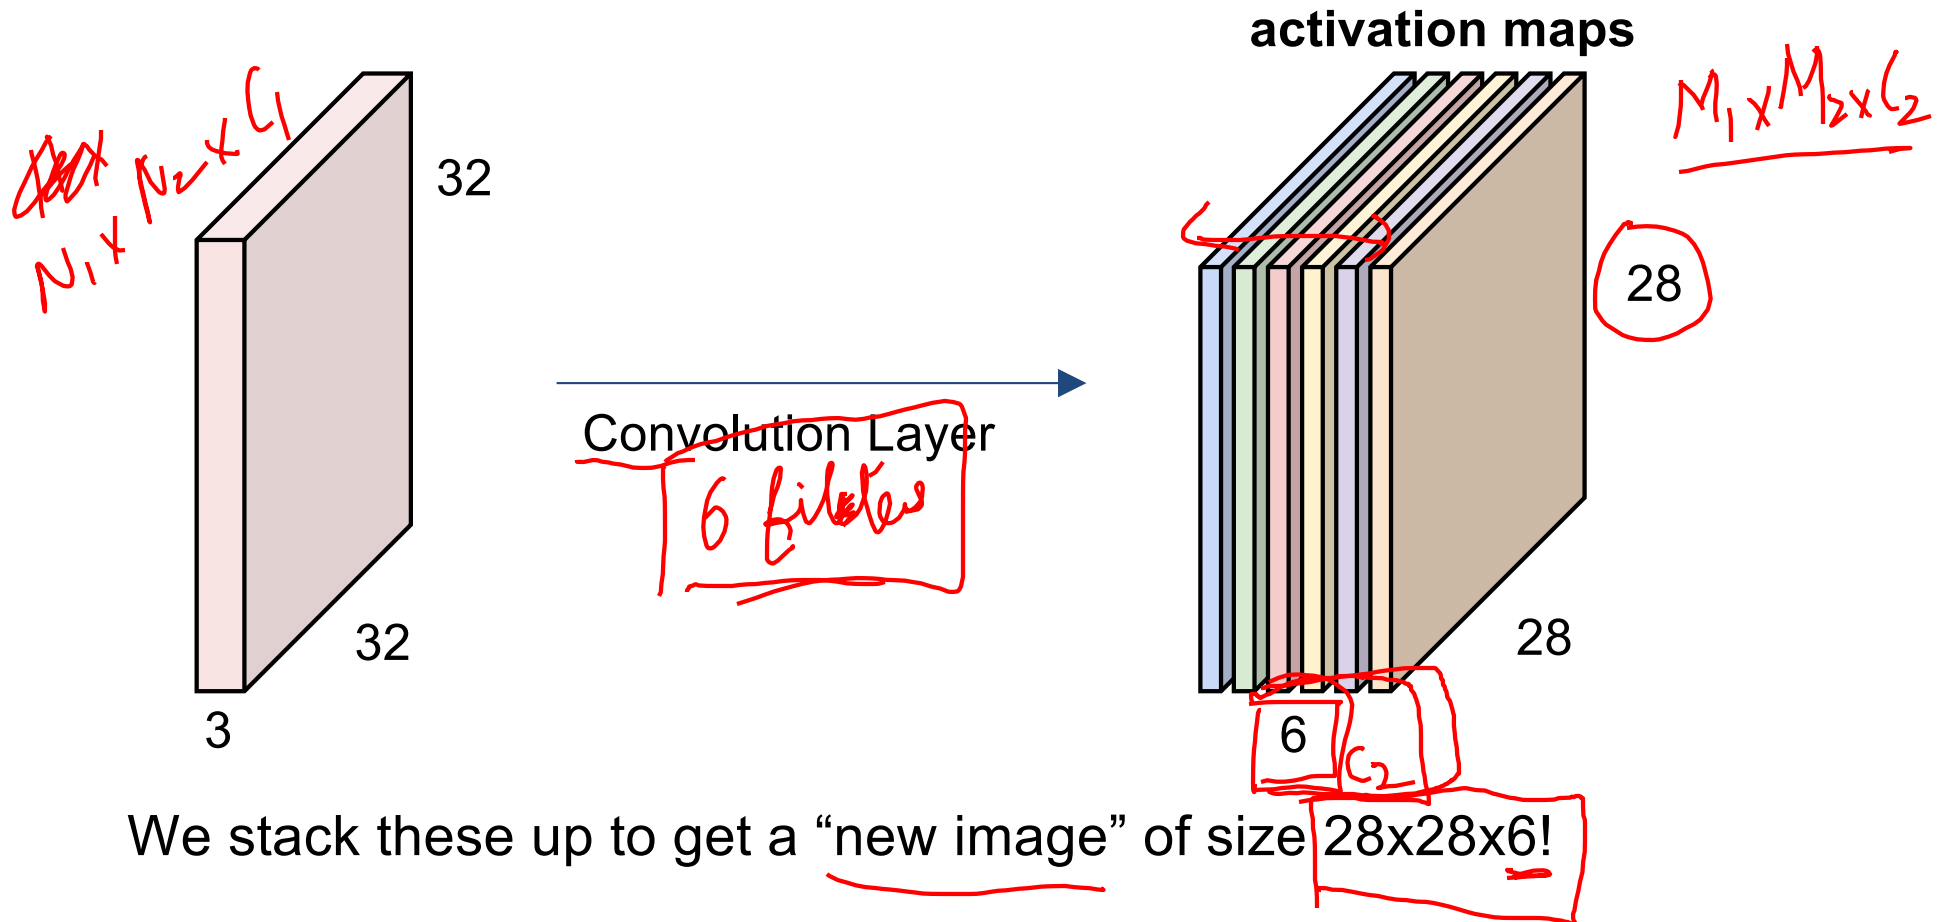 activation maps
M1 x M2 x C2
N1 x N2 x C1
32
28
Convolution Layer
6 filters
32
28
3
6
C2
We stack these up to get a “new image” of size 28x28x6!